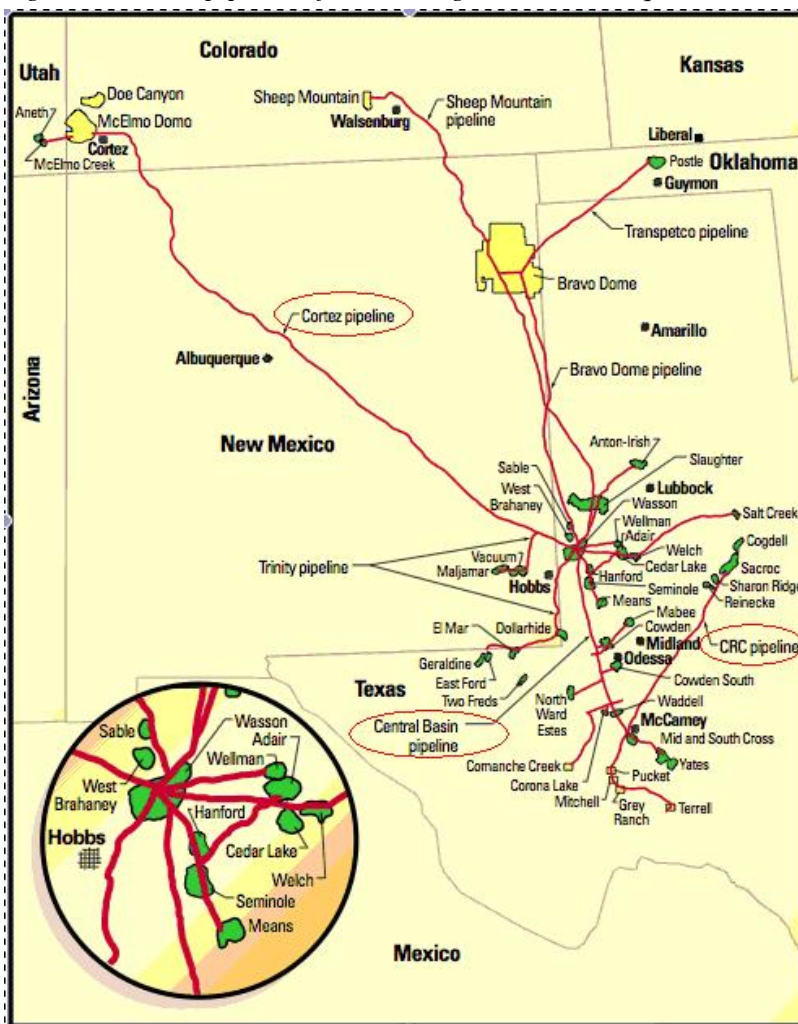 Colorado
Utah
Kansas
Doe Canyon
Sheep Mountain
Sheep Mountain
pipeline
Aneth
McElmo Domo
Walsenburg
Cortez
McElmo Creek
Liberal
Postle
Oklahoma
Guymon
Transpetco pipeline
Bravo Dome
Cortez pipeline
Amarillo
Albuquerque
Bravo Dome pipeline
Arizona
New Mexico
Anton-Irish
Slaughter
Sable
West
Brahaney
Lubbock
Wasson
Wellman
Adair
Salt Creek
Cogdell
Trinity pipeline
Vacuum
Maljamar
Hobbs
Welch
Cedar Lake
Hanford
Seminole
Means
Sacroc
Sharon Ridge
Reinecke
Mabee
Cowden
El Mar
Dollarhide
Midland
CRC pipeline
Odessa
Geraldine
East Ford
Two Freds
Cowden South
Texas
North
Ward
Estes
Waddell
McCamey
Central Basin
pipeline
Mid and South Cross
Comanche Creek
Yates
Corona Lake
Pucket
Mitchell
Grey
Ranch
Terrell
Sable
Wasson
Adair
Wellman
West
Brahaney
Hanford
Hobbs
Cedar Lake
Welch
Seminole
Means
Mexico